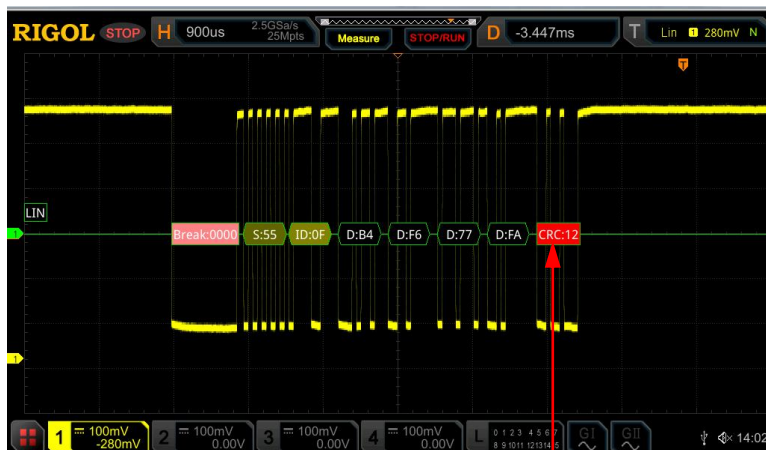 RIGOL STOP H 900us 2.5GSa/s 25Mpts Measure STOP/RUN D -3.447ms T Lin 1 280mV N
T
LIN
1 Break:0000 S:55 ID:0F D:B4 D:F6 D:77 D:FA CRC:12
1
1 100mV -280mV 2 100mV 0.00V 3 100mV 0.00V 4 100mV 0.00V L 0 1 2 3 4 5 6 7 GI GII 14:02
8 9 10 11 12 13 14 15